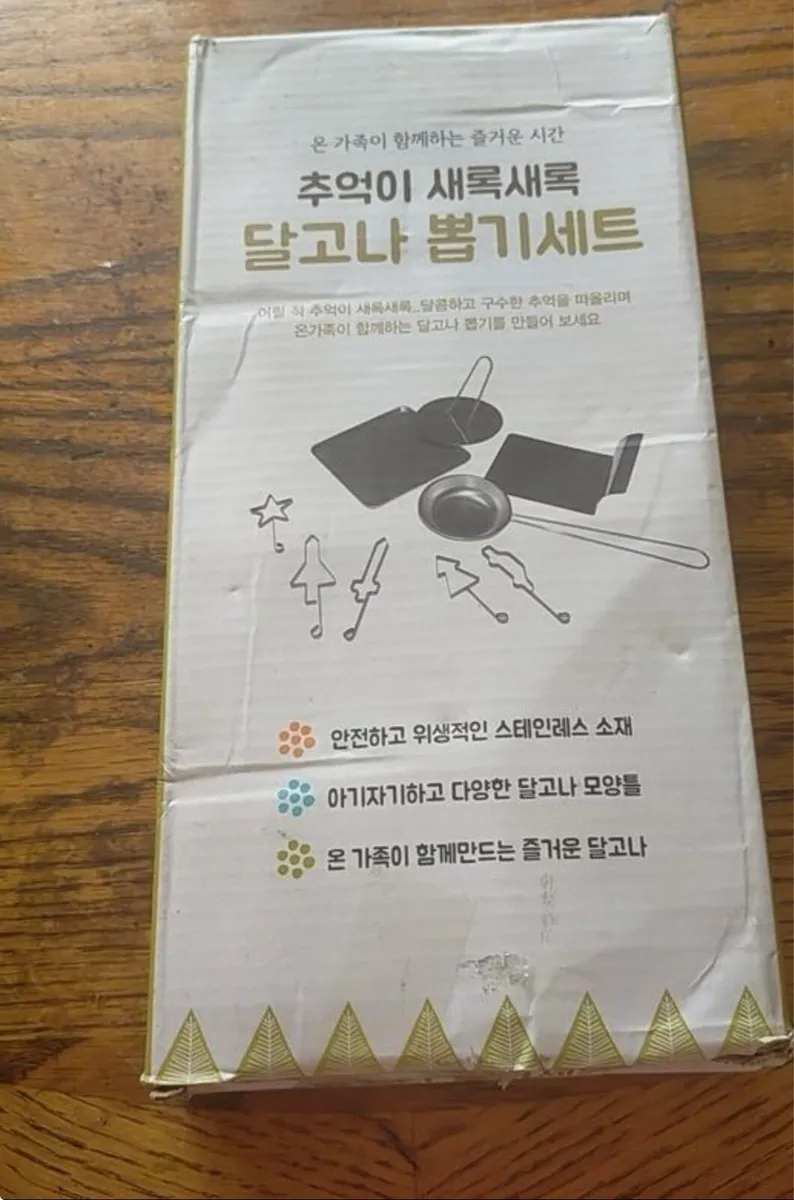 온 가족이 함께하는 즐거운 시간
추억이 새록새록
달고나 뽑기세트
어릴 적 추억이 새록새록..달콤하고 구수한 추억을 떠올리며
온가족이 함께하는 달고나 뽑기를 만들어 보세요
안전하고 위생적인 스테인레스 소재
아기자기하고 다양한 달고나 모양틀
온 가족이 함께만드는 즐거운 달고나